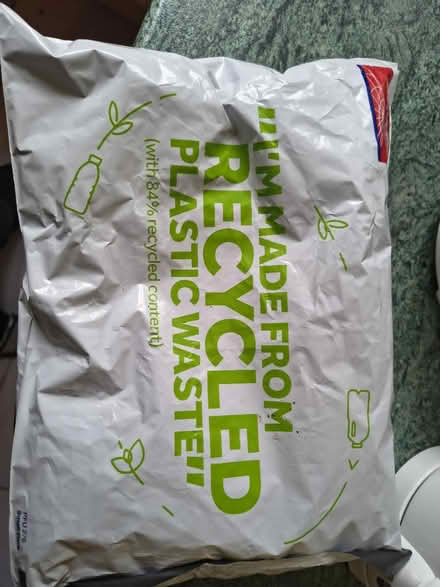 "I'M MADE FROM
RECYCLED
PLASTIC WASTE"
(with 84% recycled content)